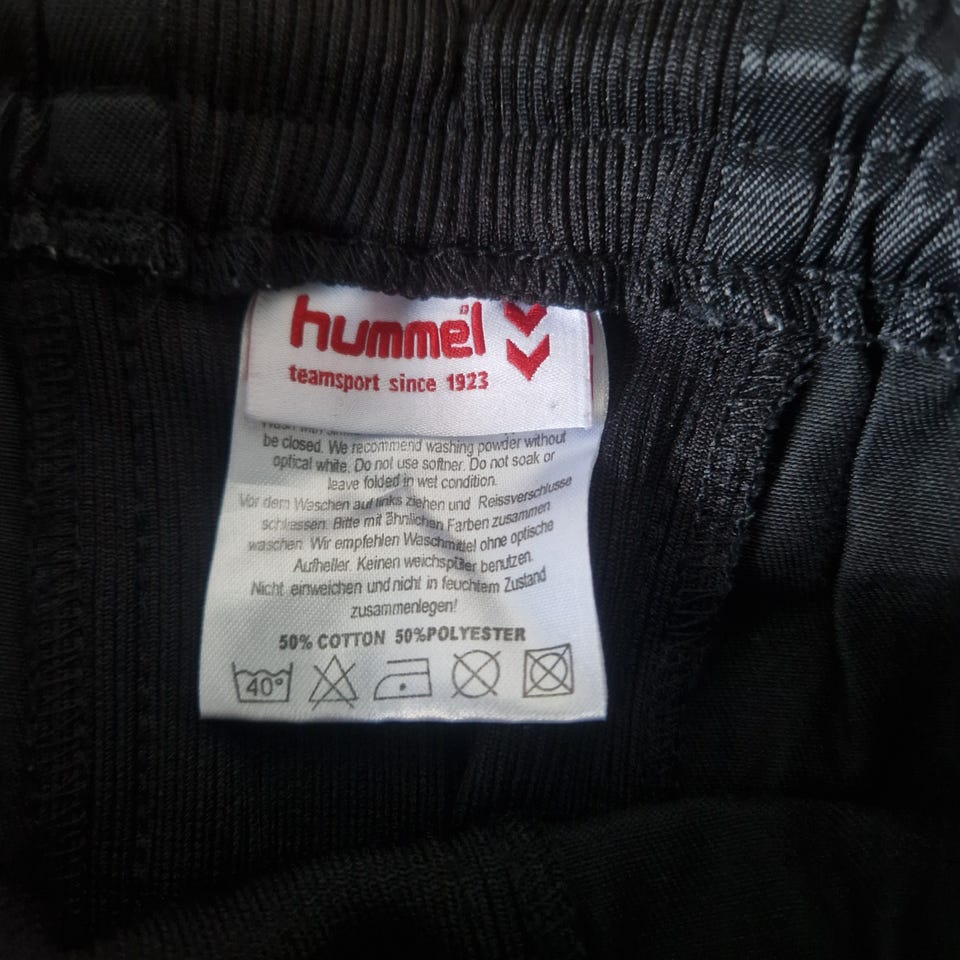 hummel
teamsport since 1923
be closed. We recommend washing powder without
optical white. Do not use softner. Do not soak or
leave folded in wet condition.
Vor dem Waschen auf links ziehen und Reissverschlusse
schliessen. Bitte mit ähnlichen Farben zusammen
waschen. Wir empfehlen Waschmittel ohne optische
Aufheller. Keinen weichspüler benutzen.
Nicht einweichen und nicht in feuchtem Zustand
zusammenlegen!
50% COTTON 50%POLYESTER
40°